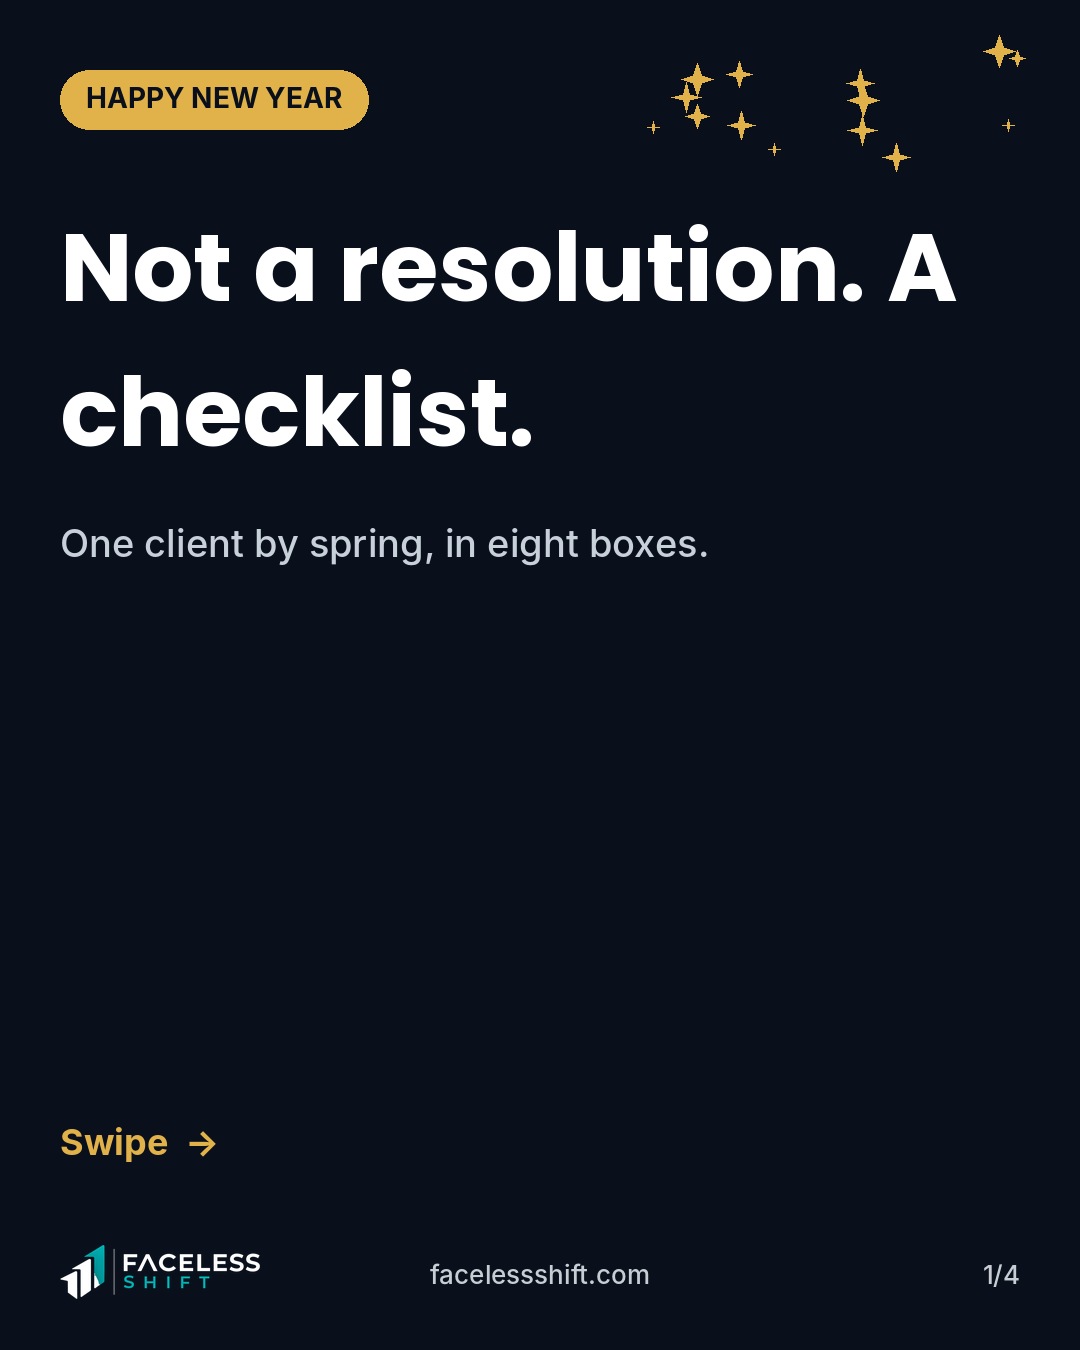 HAPPY NEW YEAR
Not a resolution. A
checklist.
One client by spring, in eight boxes.
Swipe →
FACELESS
SHIFT
facelessshift.com
1/4